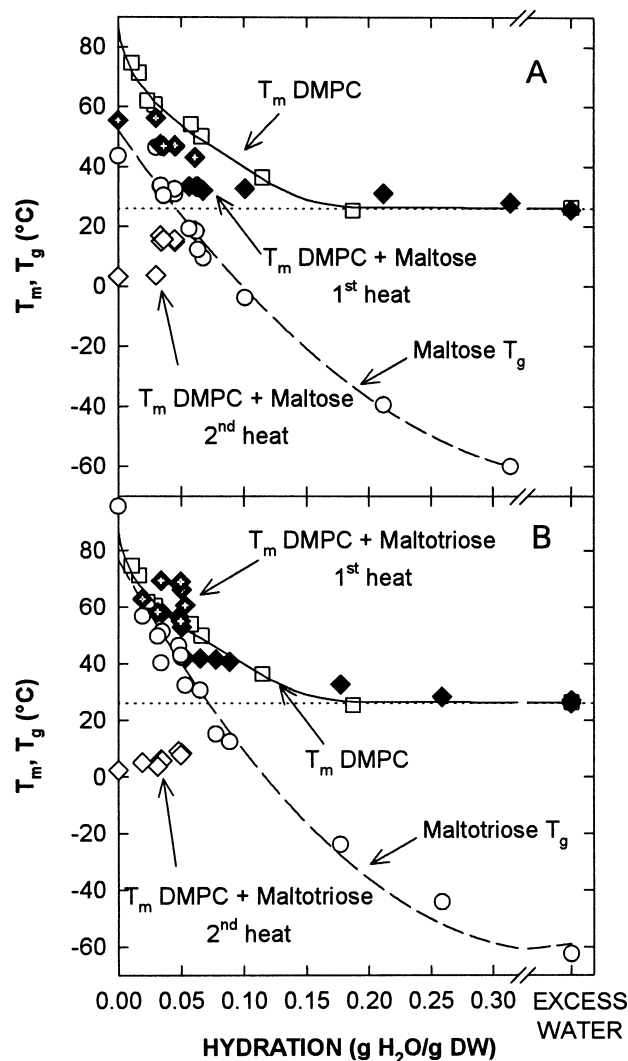 A
80
60
40
20
0
-20
-40
-60
Tm, Tg (°C)
Tm DMPC
Tm DMPC + Maltose
1st heat
Maltose Tg
Tm DMPC + Maltose
2nd heat
B
80
60
40
20
0
-20
-40
-60
Tm, Tg (°C)
Tm DMPC + Maltotriose
1st heat
Tm DMPC
Maltotriose Tg
Tm DMPC + Maltotriose
2nd heat
0.00 0.05 0.10 0.15 0.20 0.25 0.30 EXCESS
WATER
HYDRATION (g H2O/g DW)